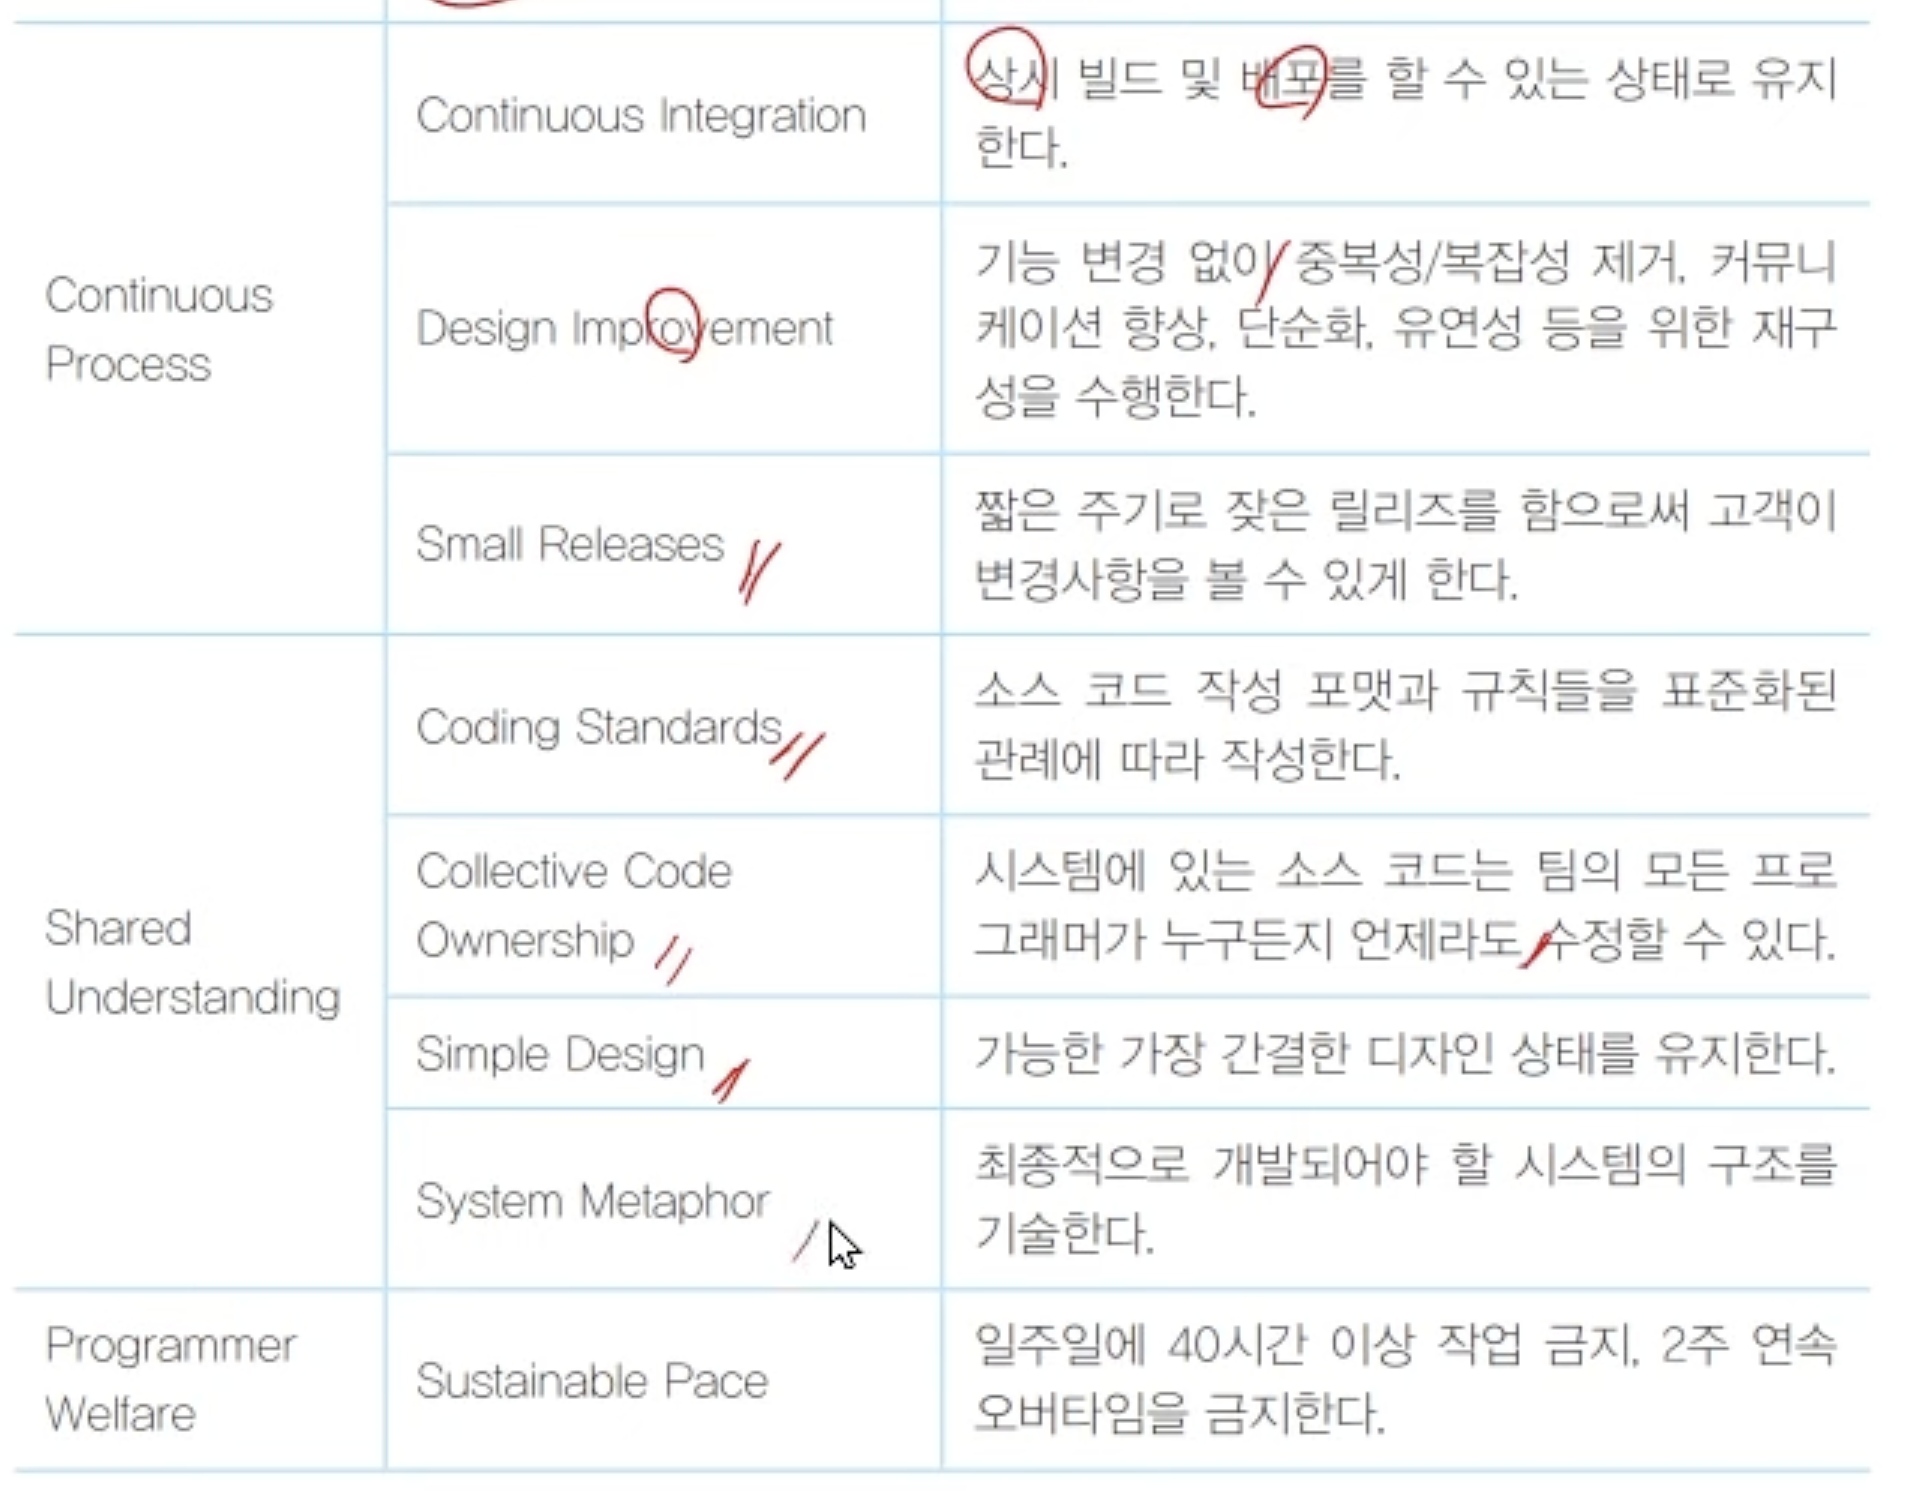 Continuous
Process
Continuous Integration
상시 빌드 및 배포를 할 수 있는 상태로 유지
한다.
Design Improvement
기능 변경 없이 중복성/복잡성 제거, 커뮤니
케이션 향상, 단순화, 유연성 등을 위한 재구
성을 수행한다.
Small Releases
짧은 주기로 잦은 릴리즈를 함으로써 고객이
변경사항을 볼 수 있게 한다.
Shared
Understanding
Coding Standards
소스 코드 작성 포맷과 규칙들을 표준화된
관례에 따라 작성한다.
Collective Code
Ownership
시스템에 있는 소스 코드는 팀의 모든 프로
그래머가 누구든지 언제라도 수정할 수 있다.
Simple Design
가능한 가장 간결한 디자인 상태를 유지한다.
System Metaphor
최종적으로 개발되어야 할 시스템의 구조를
기술한다.
Programmer
Welfare
Sustainable Pace
일주일에 40시간 이상 작업 금지, 2주 연속
오버타임을 금지한다.